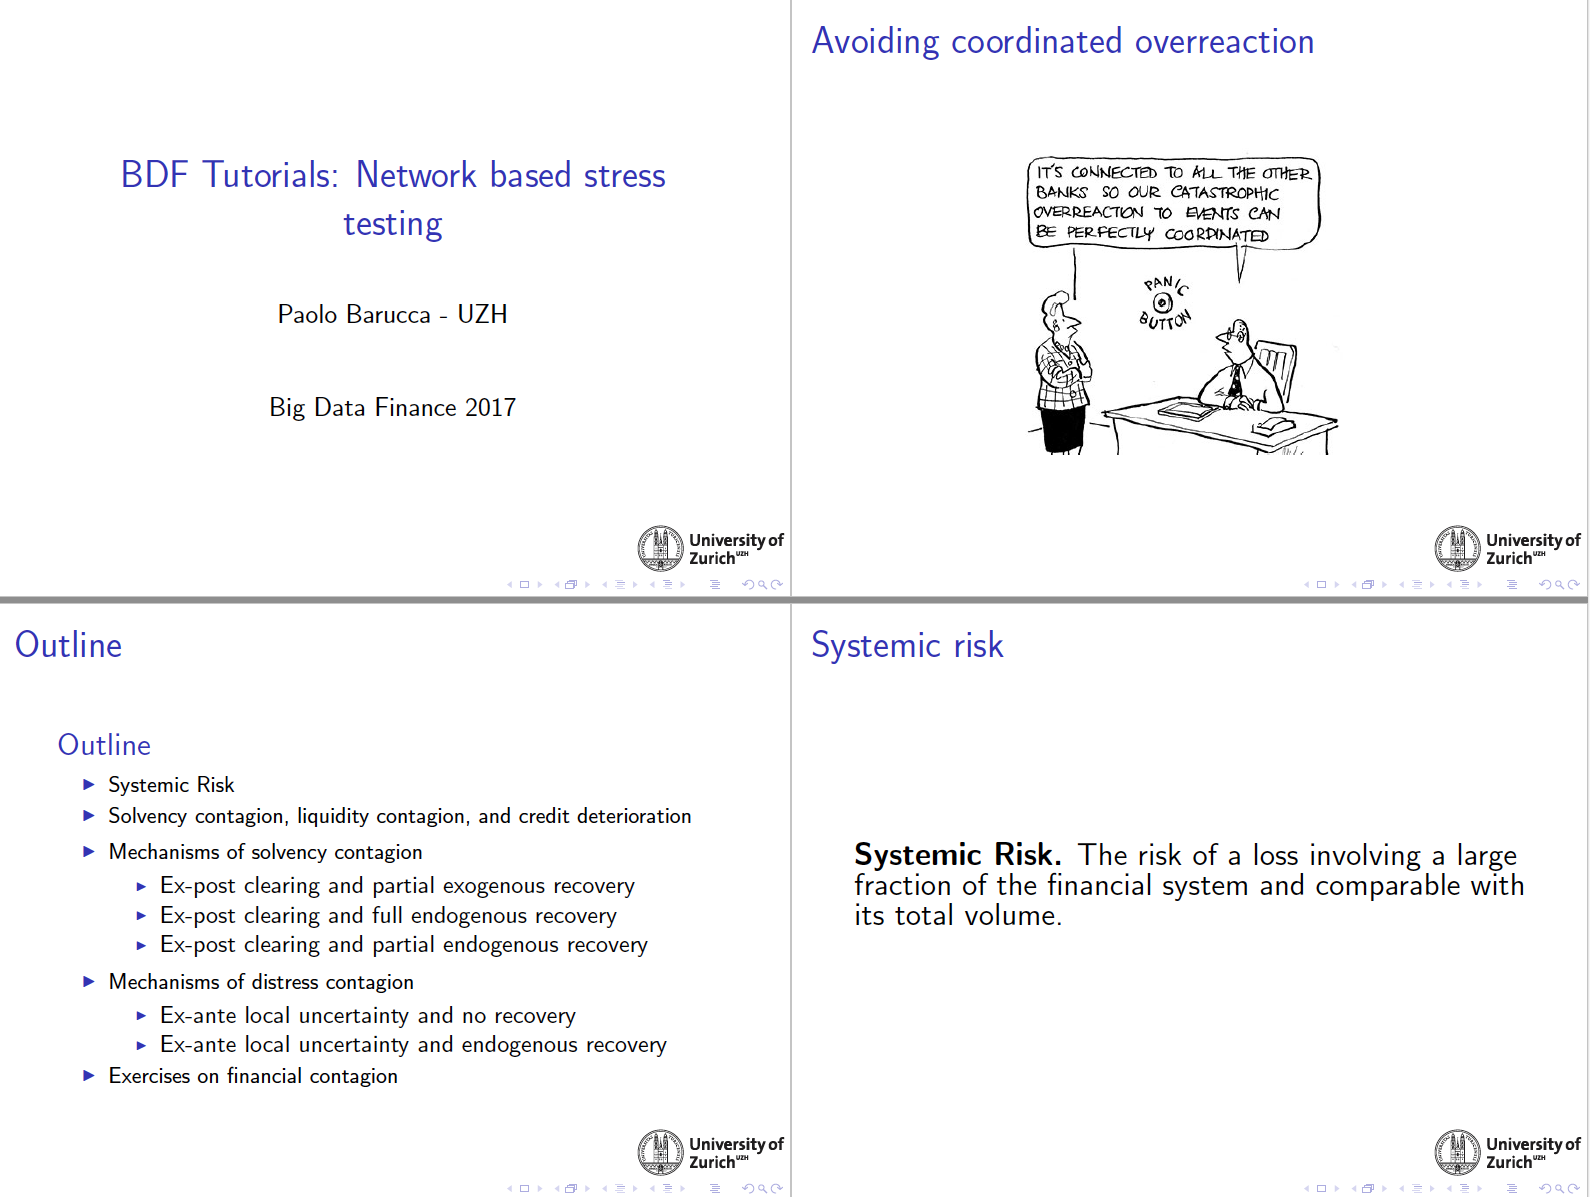 BDF Tutorials: Network based stress
testing
Paolo Barucca - UZH
Big Data Finance 2017
University of
Zurich UZH
Avoiding coordinated overreaction
IT'S CONNECTED TO ALL THE OTHER
BANKS SO OUR CATASTROPHIC
OVERREACTION TO EVENTS CAN
BE PERFECTLY COORDINATED
PANIC
BUTTON
University of
Zurich UZH
Outline
Outline
Systemic Risk
Solvency contagion, liquidity contagion, and credit deterioration
Mechanisms of solvency contagion
Ex-post clearing and partial exogenous recovery
Ex-post clearing and full endogenous recovery
Ex-post clearing and partial endogenous recovery
Mechanisms of distress contagion
Ex-ante local uncertainty and no recovery
Ex-ante local uncertainty and endogenous recovery
Exercises on financial contagion
University of
Zurich UZH
Systemic risk
Systemic Risk. The risk of a loss involving a large
fraction of the financial system and comparable with
its total volume.
University of
Zurich UZH